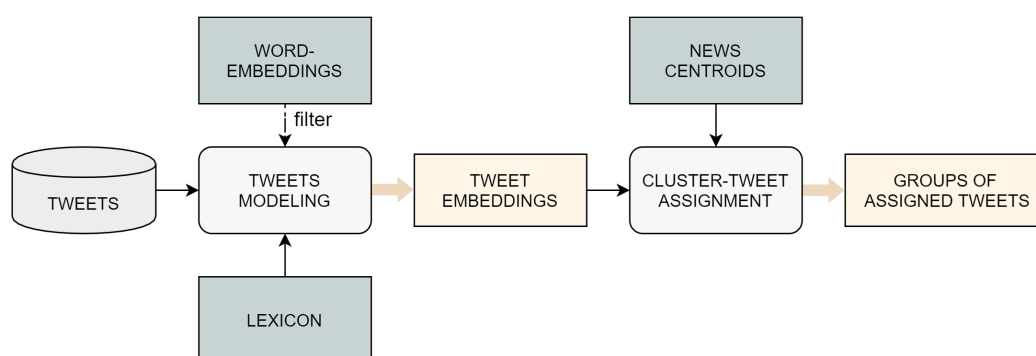 WORD-
EMBEDDINGS
NEWS
CENTROIDS
filter
TWEETS
TWEETS
MODELING
TWEET
EMBEDDINGS
CLUSTER-TWEET
ASSIGNMENT
GROUPS OF
ASSIGNED TWEETS
LEXICON